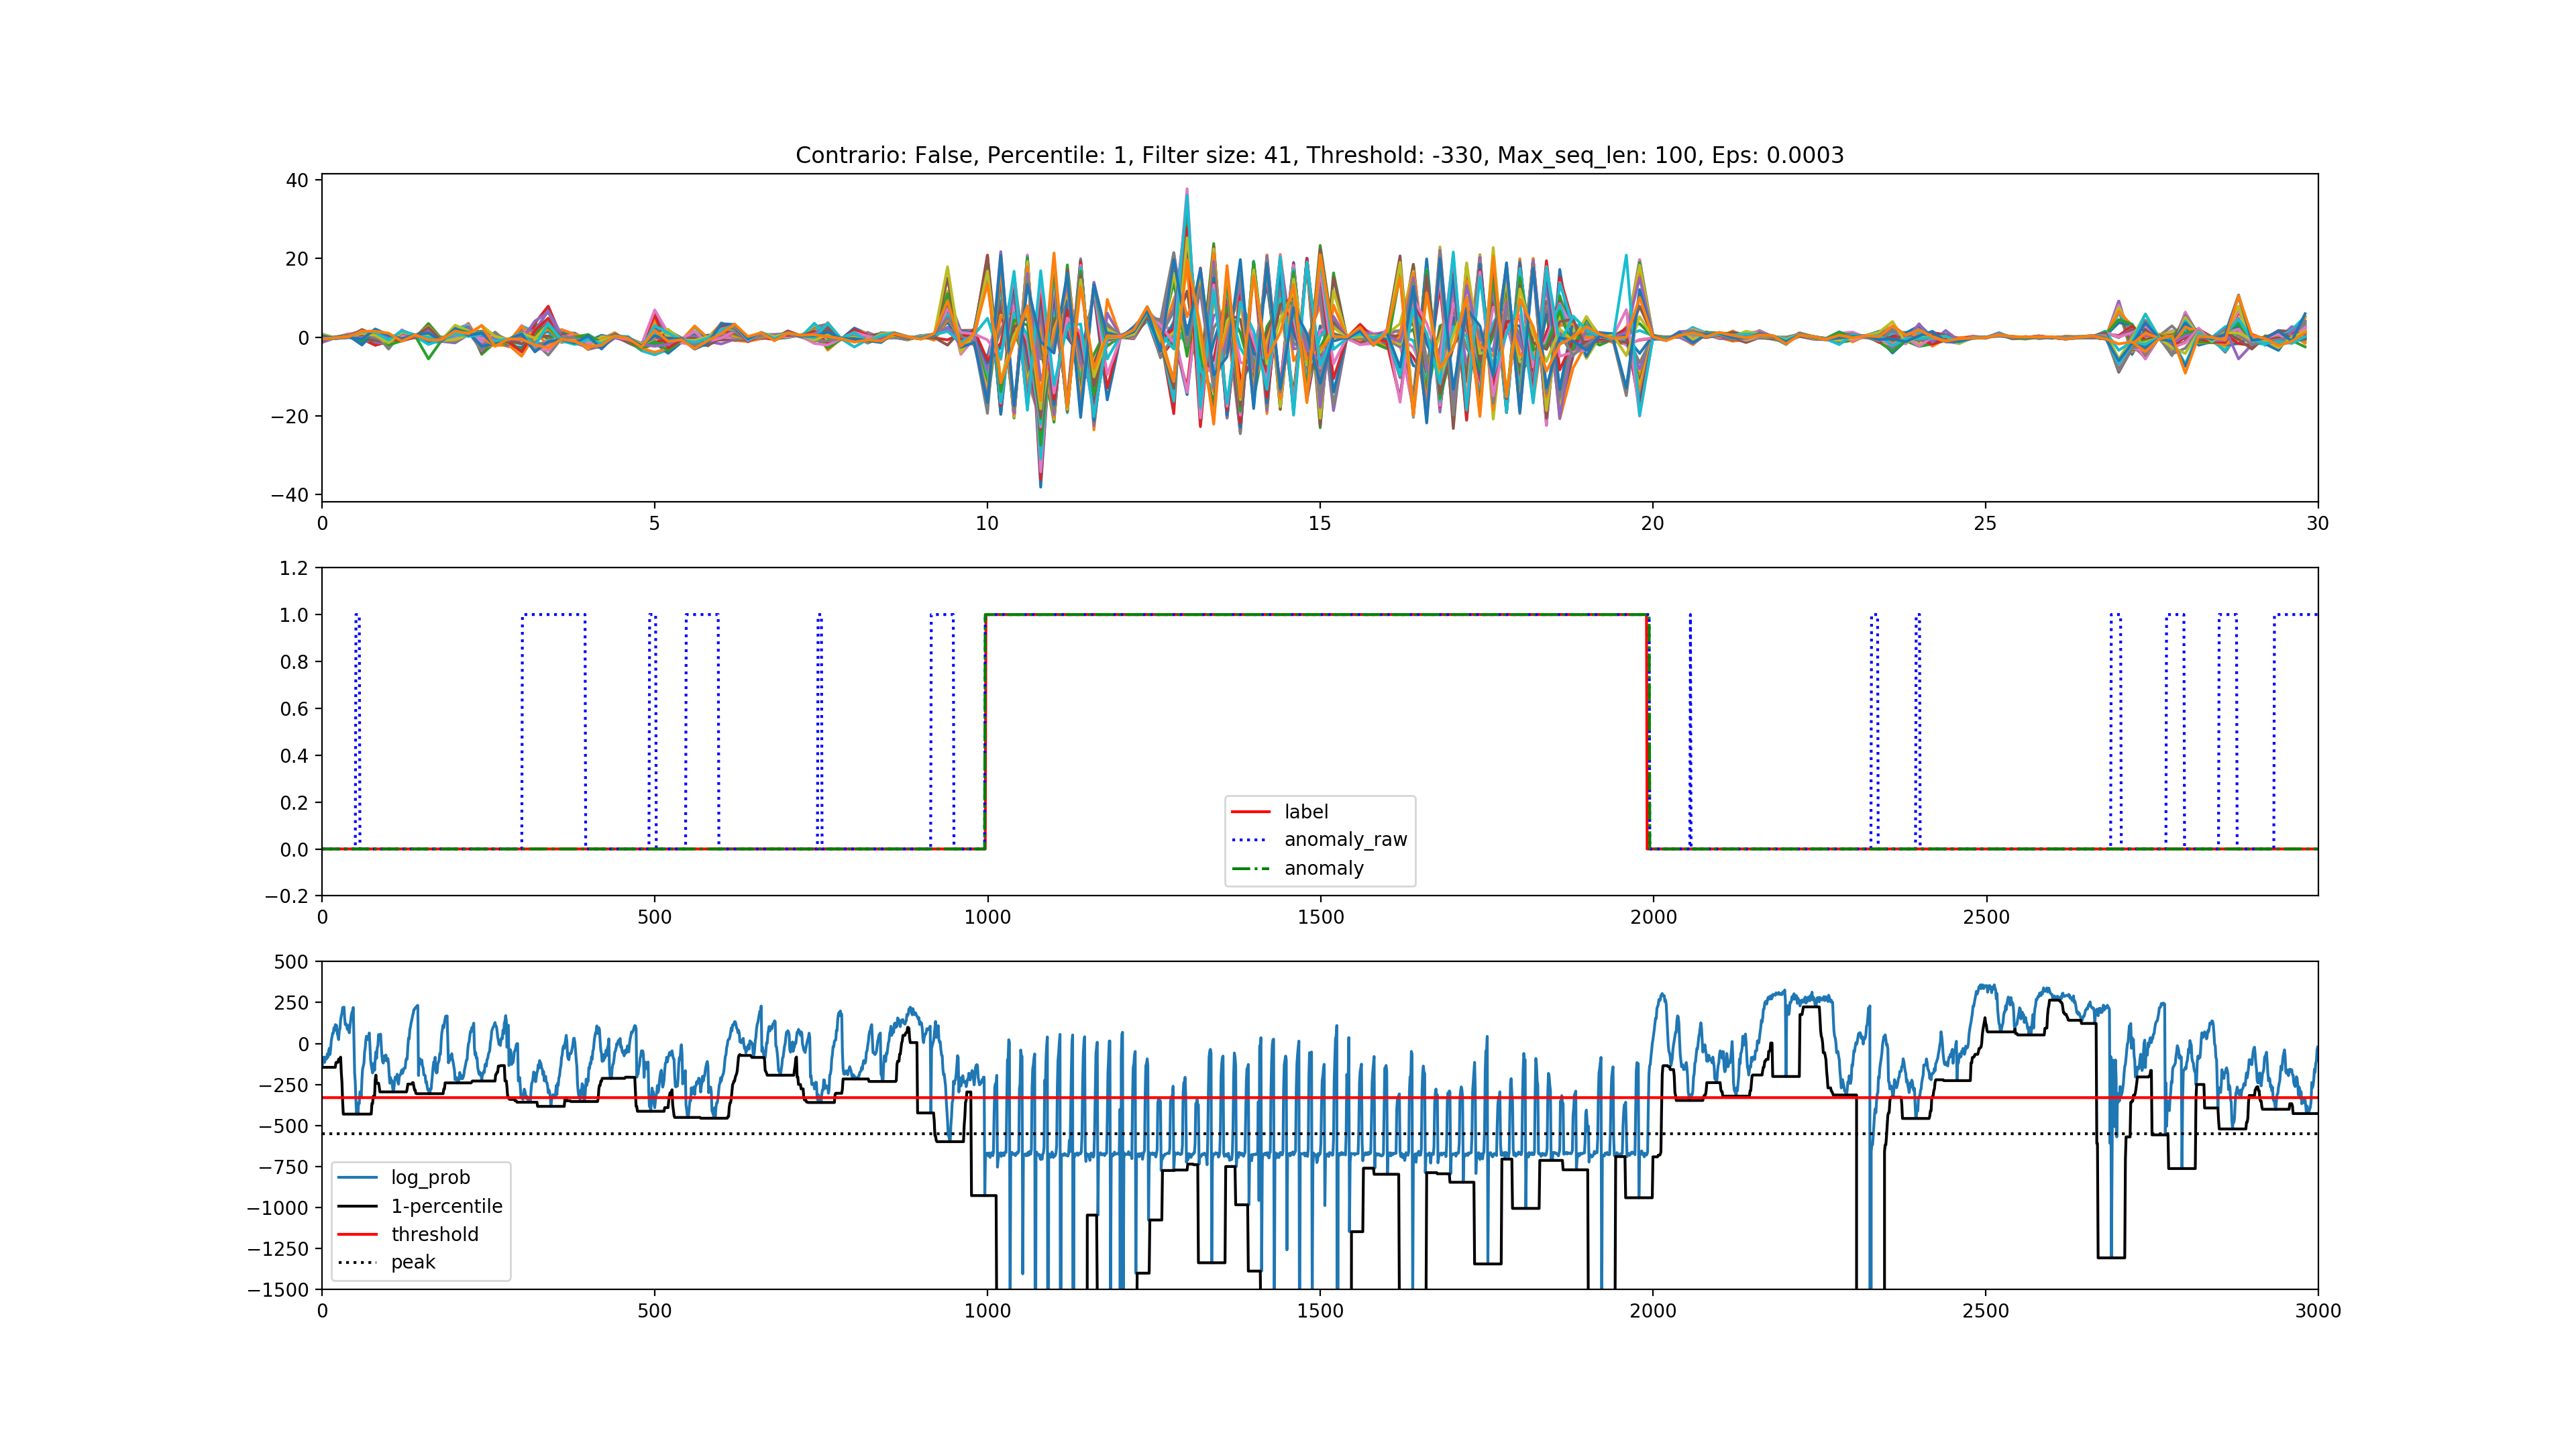 Contrario: False, Percentile: 1, Filter size: 41, Threshold: -330, Max_seq_len: 100, Eps: 0.0003
40
20
0
−20
−40
0 5 10 15 20 25 30
1.2
1.0
0.8
0.6
0.4
0.2
0.0
−0.2
label
anomaly_raw
anomaly
0 500 1000 1500 2000 2500
500
250
0
−250
−500
−750
−1000
−1250
−1500
log_prob
1-percentile
threshold
peak
0 500 1000 1500 2000 2500 3000